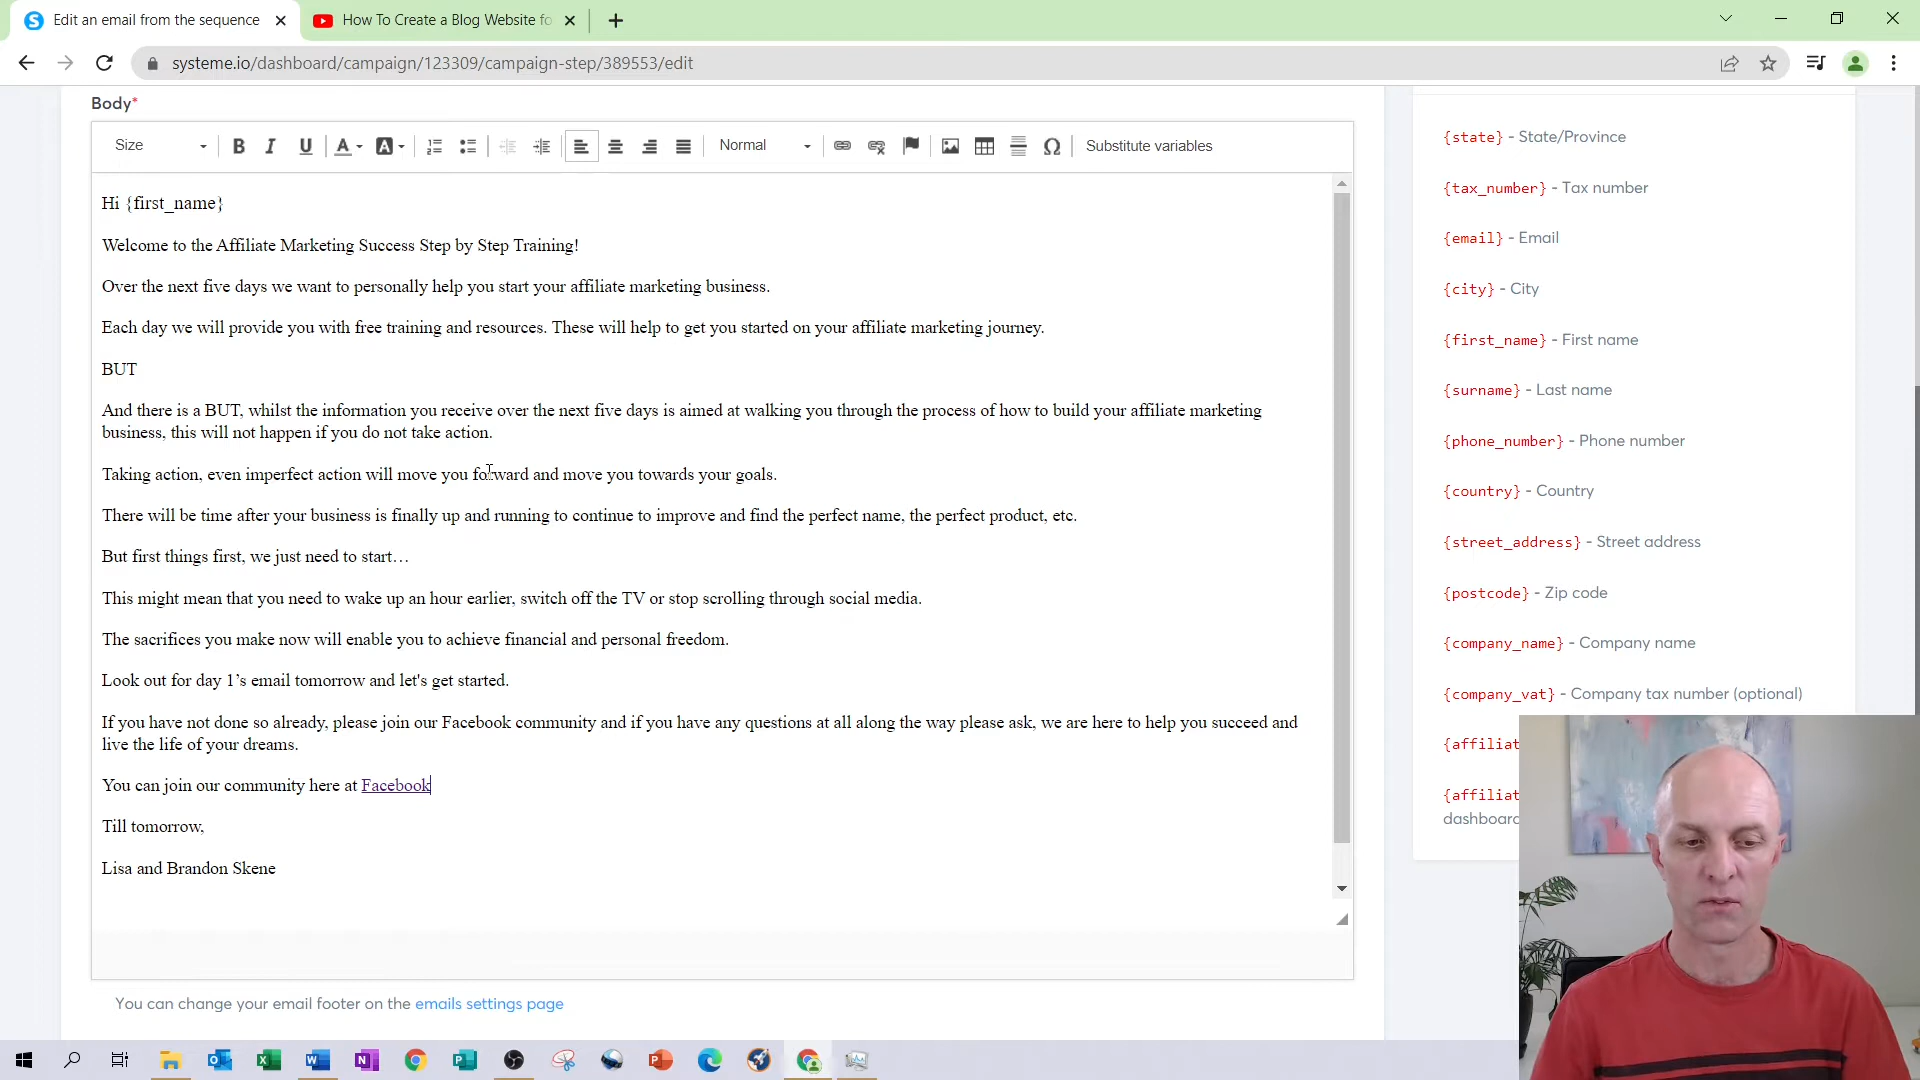 Edit an email from the sequence
How To Create a Blog Website fo
systeme.io/dashboard/campaign/123309/campaign-step/389553/edit
Body*
Size
B I U A A
Normal
Ω
Substitute variables
Hi {first_name}
Welcome to the Affiliate Marketing Success Step by Step Training!
Over the next five days we want to personally help you start your affiliate marketing business.
Each day we will provide you with free training and resources. These will help to get you started on your affiliate marketing journey.
BUT
And there is a BUT, whilst the information you receive over the next five days is aimed at walking you through the process of how to build your affiliate marketing
business, this will not happen if you do not take action.
Taking action, even imperfect action will move you forward and move you towards your goals.
There will be time after your business is finally up and running to continue to improve and find the perfect name, the perfect product, etc.
But first things first, we just need to start…
This might mean that you need to wake up an hour earlier, switch off the TV or stop scrolling through social media.
The sacrifices you make now will enable you to achieve financial and personal freedom.
Look out for day 1’s email tomorrow and let's get started.
If you have not done so already, please join our Facebook community and if you have any questions at all along the way please ask, we are here to help you succeed and
live the life of your dreams.
You can join our community here at Facebook
Till tomorrow,
Lisa and Brandon Skene
You can change your email footer on the emails settings page
{state} - State/Province
{tax_number} - Tax number
{email} - Email
{city} - City
{first_name} - First name
{surname} - Last name
{phone_number} - Phone number
{country} - Country
{street_address} - Street address
{postcode} - Zip code
{company_name} - Company name
{company_vat} - Company tax number (optional)
{affiliat
{affiliat
dashboard